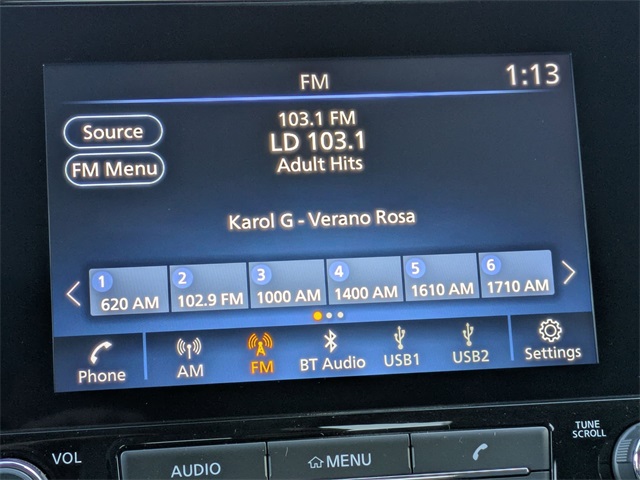 FM
1:13
Source
FM Menu
103.1 FM
LD 103.1
Adult Hits
Karol G - Verano Rosa
1
620 AM
2
102.9 FM
3
1000 AM
4
1400 AM
5
1610 AM
6
1710 AM
Phone
AM
FM
BT Audio
USB1
USB2
Settings
VOL
AUDIO
MENU
TUNE
SCROLL